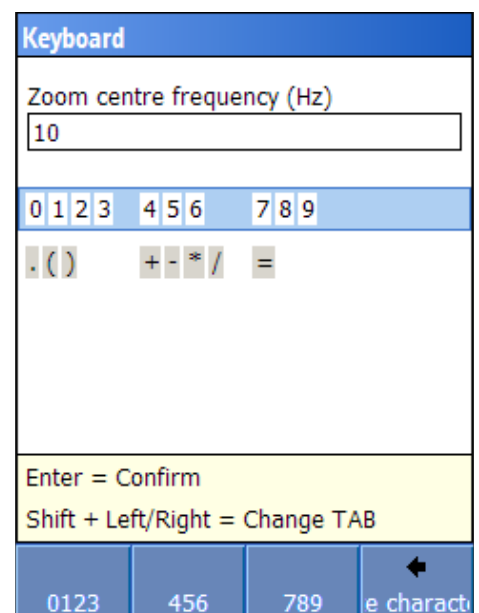 Keyboard
Zoom centre frequency (Hz)
10
0 1 2 3 4 5 6 7 8 9
. ( ) + - * / =
Enter = Confirm
Shift + Left/Right = Change TAB
0123 456 789 e charact